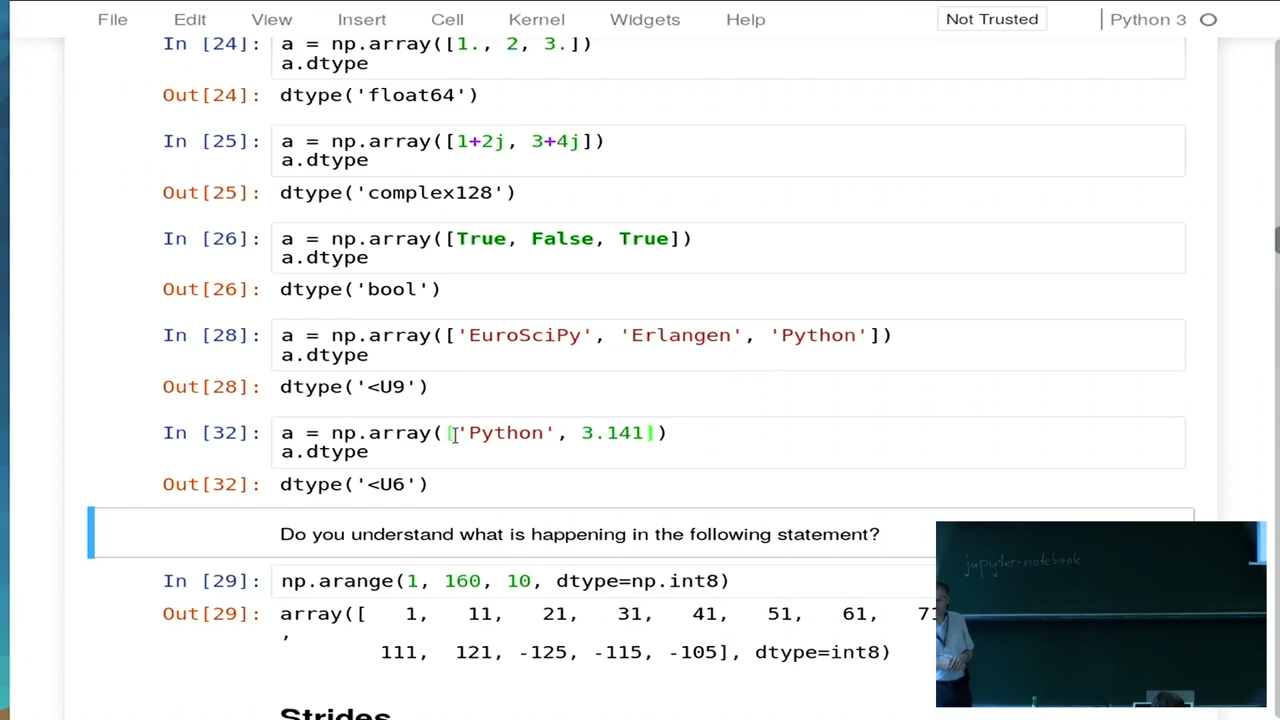 File Edit View Insert Cell Kernel Widgets Help Not Trusted Python 3
In [24]: a = np.array([1., 2, 3.])
a.dtype
Out[24]: dtype('float64')
In [25]: a = np.array([1+2j, 3+4j])
a.dtype
Out[25]: dtype('complex128')
In [26]: a = np.array([True, False, True])
a.dtype
Out[26]: dtype('bool')
In [28]: a = np.array(['EuroSciPy', 'Erlangen', 'Python'])
a.dtype
Out[28]: dtype('<U9')
In [32]: a = np.array(['Python', 3.141])
a.dtype
Out[32]: dtype('<U6')
Do you understand what is happening in the following statement?
jupyter-notebook
In [29]: np.arange(1, 160, 10, dtype=np.int8)
Out[29]: array([ 1, 11, 21, 31, 41, 51, 61, 71
,
111, 121, -125, -115, -105], dtype=int8)
Strides